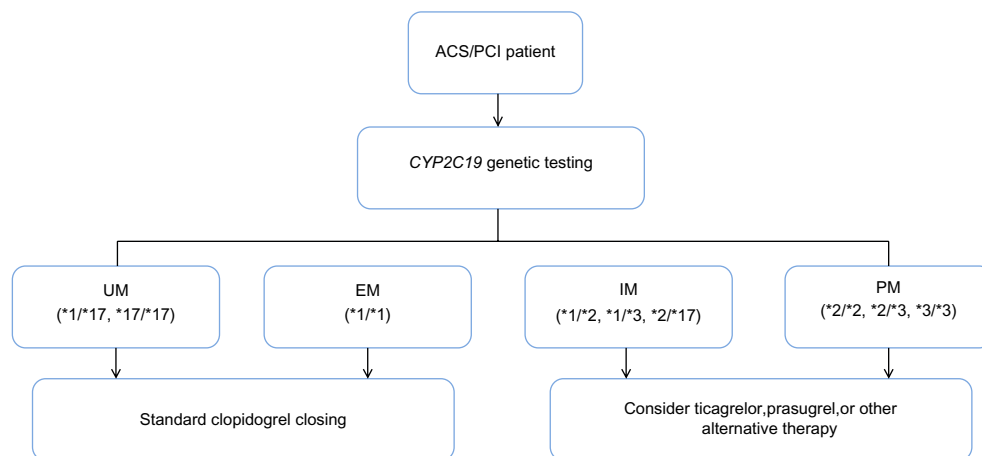 ACS/PCI patient
CYP2C19 genetic testing
UM
(*1/*17, *17/*17)
EM
(*1/*1)
IM
(*1/*2, *1/*3, *2/*17)
PM
(*2/*2, *2/*3, *3/*3)
Standard clopidogrel closing
Consider ticagrelor,prasugrel,or other
alternative therapy